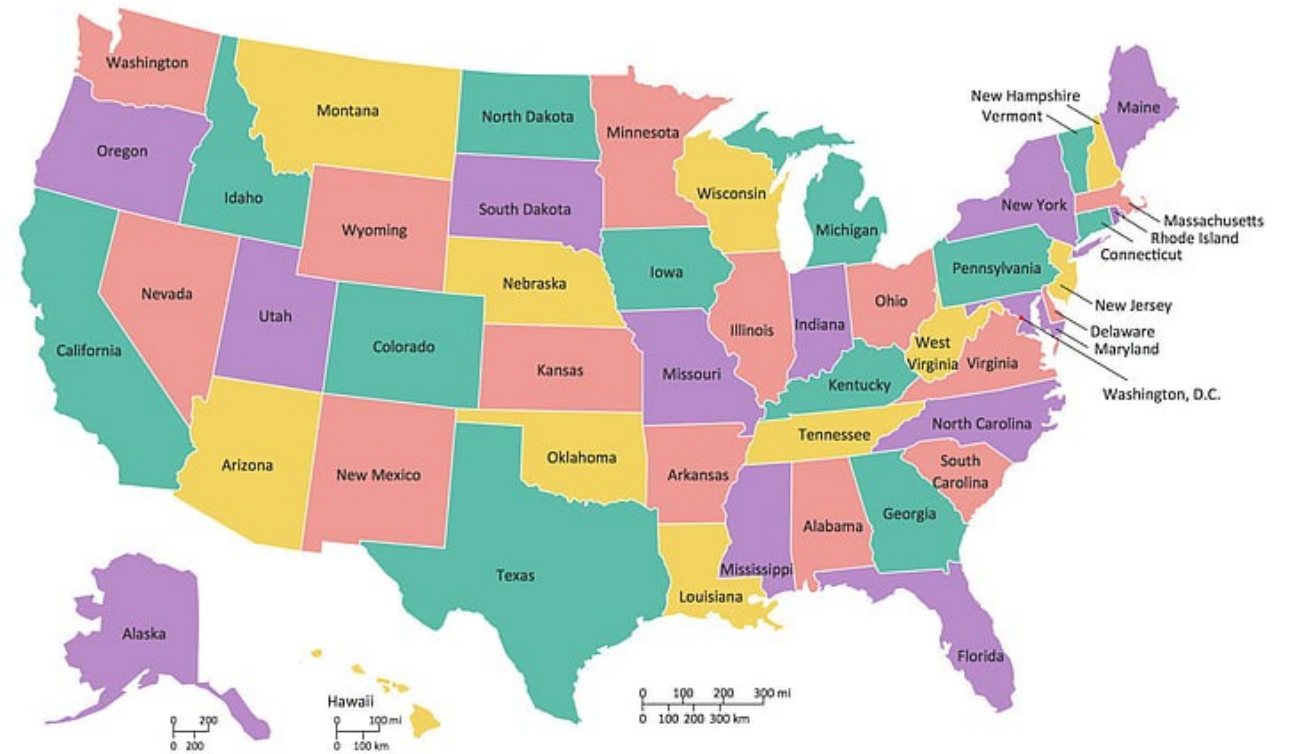 Washington
Montana
North Dakota
Minnesota
New Hampshire
Vermont
Maine
Oregon
Idaho
Wyoming
South Dakota
Wisconsin
Michigan
New York
Massachusetts
Rhode Island
Connecticut
Nevada
Utah
Nebraska
Iowa
Pennsylvania
New Jersey
California
Colorado
Kansas
Missouri
Illinois
Indiana
Ohio
West
Virginia
Virginia
Delaware
Maryland
Washington, D.C.
Kentucky
Arizona
New Mexico
Oklahoma
Arkansas
Tennessee
North Carolina
South
Carolina
Texas
Louisiana
Mississippi
Alabama
Georgia
Florida
Alaska
0 200
0 200
Hawaii
0 100 mi
0 100 km
0 100 200 300 mi
0 100 200 300 km